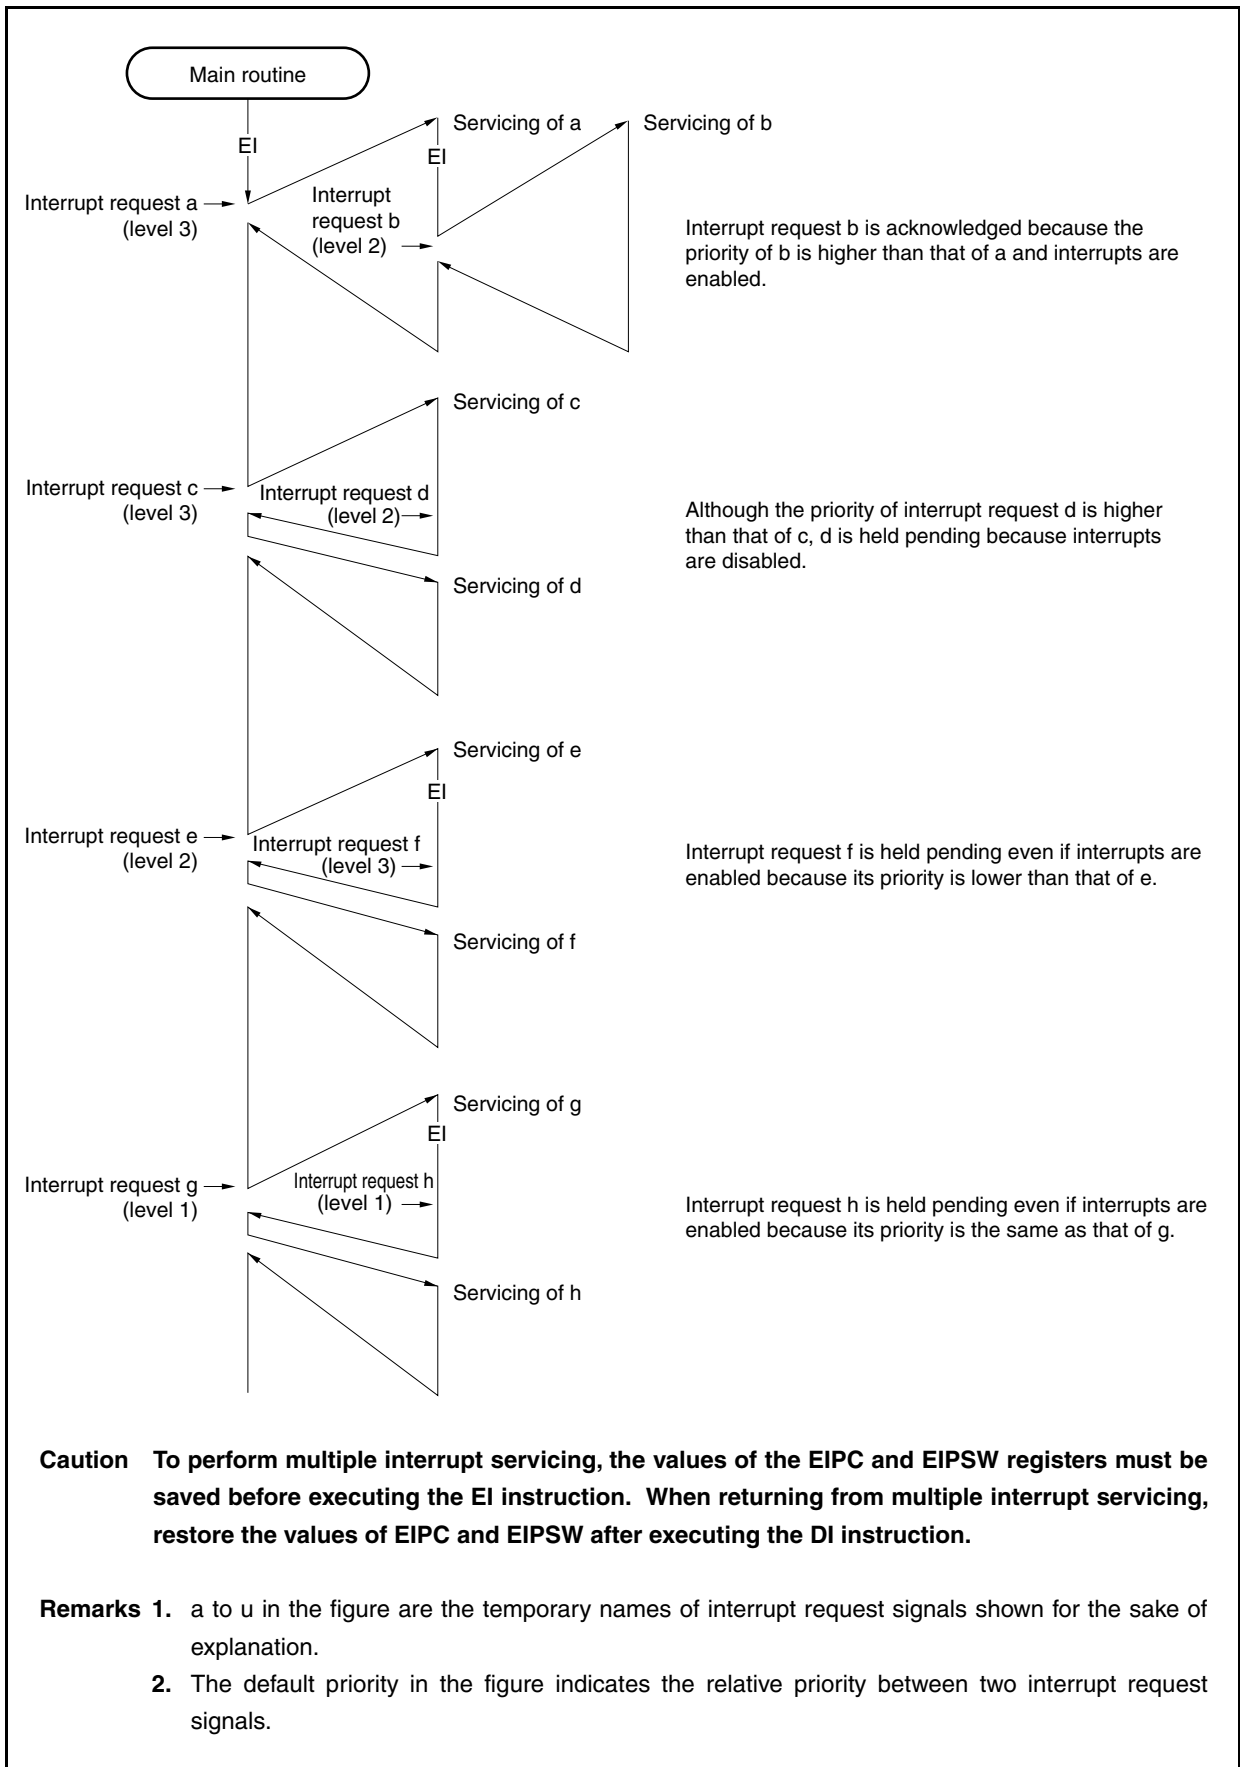 Main routine
EI
Servicing of a
Servicing of b
EI
Interrupt request a
(level 3)
Interrupt
request b
(level 2)
Interrupt request b is acknowledged because the
priority of b is higher than that of a and interrupts are
enabled.
Servicing of c
Interrupt request c
(level 3)
Interrupt request d
(level 2)
Although the priority of interrupt request d is higher
than that of c, d is held pending because interrupts
are disabled.
Servicing of d
Servicing of e
EI
Interrupt request e
(level 2)
Interrupt request f
(level 3)
Interrupt request f is held pending even if interrupts are
enabled because its priority is lower than that of e.
Servicing of f
Servicing of g
EI
Interrupt request g
(level 1)
Interrupt request h
(level 1)
Interrupt request h is held pending even if interrupts are
enabled because its priority is the same as that of g.
Servicing of h
Caution To perform multiple interrupt servicing, the values of the EIPC and EIPSW registers must be
saved before executing the EI instruction. When returning from multiple interrupt servicing,
restore the values of EIPC and EIPSW after executing the DI instruction.
Remarks 1. a to u in the figure are the temporary names of interrupt request signals shown for the sake of
explanation.
2. The default priority in the figure indicates the relative priority between two interrupt request
signals.